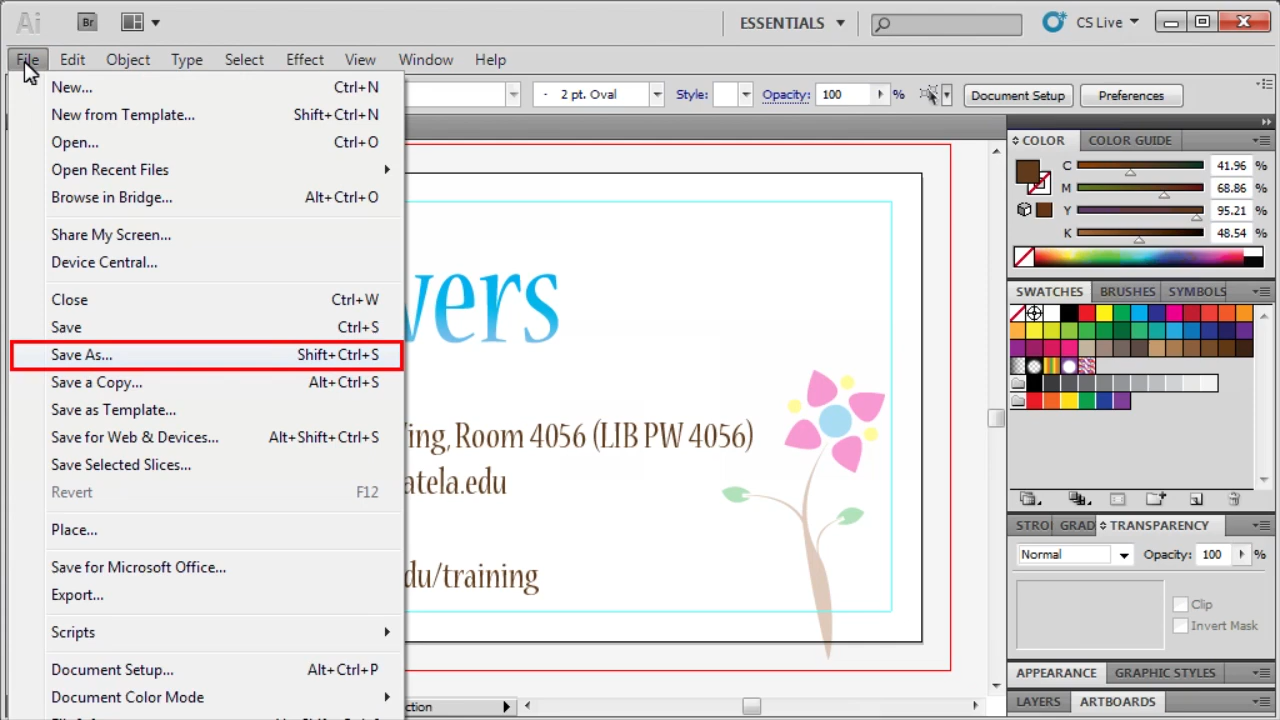 Ai Br ESSENTIALS CS Live
File Edit Object Type Select Effect View Window Help
2 pt. Oval Style: Opacity: 100 % Document Setup Preferences
New... Ctrl+N
New from Template... Shift+Ctrl+N
Open... Ctrl+O
Open Recent Files
Browse in Bridge... Alt+Ctrl+O
Share My Screen...
Device Central...
Close Ctrl+W
Save Ctrl+S
Save As... Shift+Ctrl+S
Save a Copy... Alt+Ctrl+S
Save as Template...
Save for Web & Devices... Alt+Shift+Ctrl+S
Save Selected Slices...
Revert F12
Place...
Save for Microsoft Office...
Export...
Scripts
Document Setup... Alt+Ctrl+P
Document Color Mode
vers
ing, Room 4056 (LIB PW 4056)
atela.edu
du/training
ction
COLOR COLOR GUIDE
C 41.96 %
M 68.86 %
Y 95.21 %
K 48.54 %
SWATCHES BRUSHES SYMBOLS
STRO GRAD TRANSPARENCY
Normal Opacity: 100 %
Clip
Invert Mask
APPEARANCE GRAPHIC STYLES
LAYERS ARTBOARDS